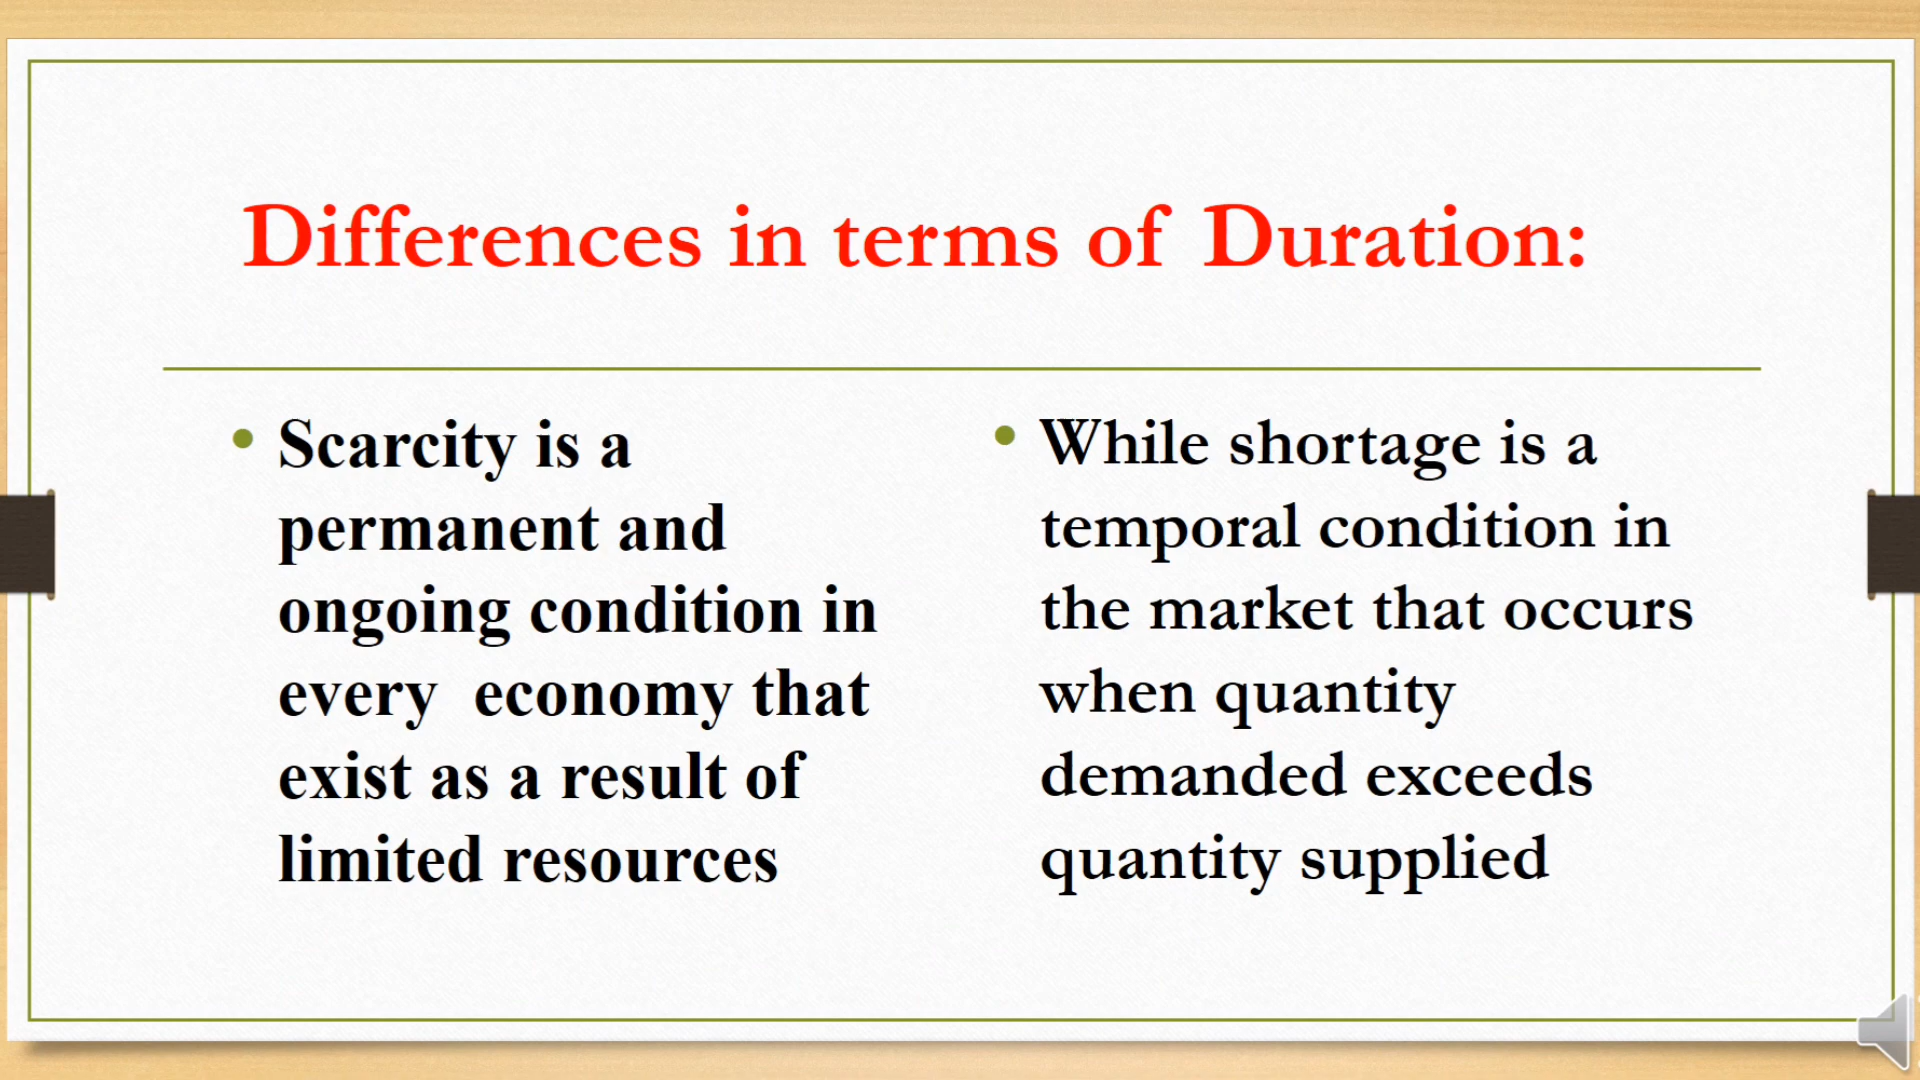 Differences in terms of Duration:
• Scarcity is a
permanent and
ongoing condition in
every  economy that
exist as a result of
limited resources
• While shortage is a
temporal condition in
the market that occurs
when quantity
demanded exceeds
quantity supplied